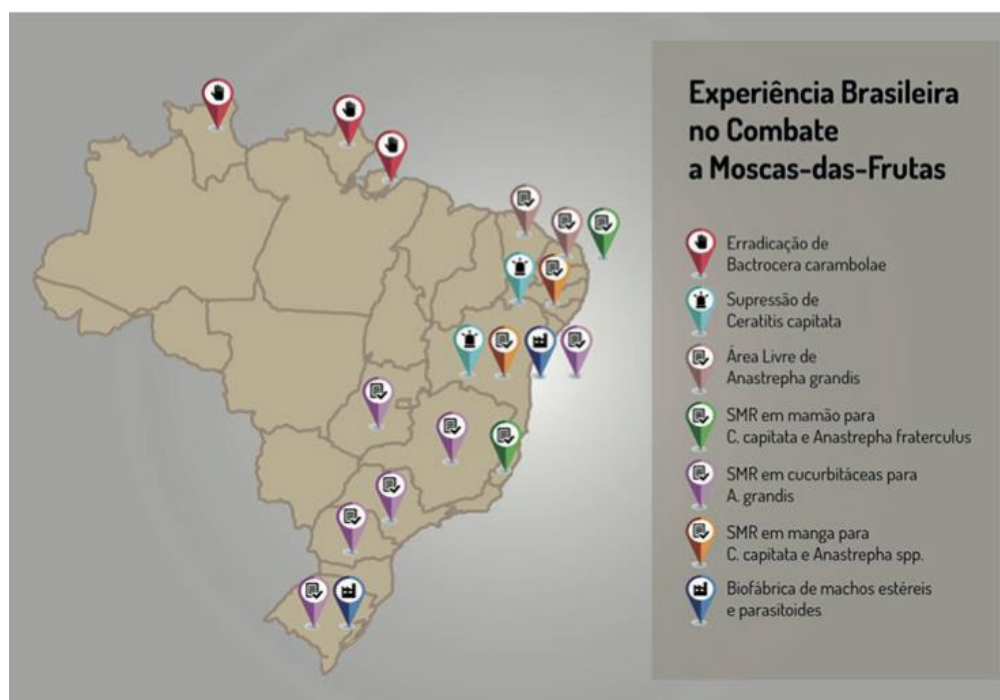 Experiência Brasileira
no Combate
a Moscas-das-Frutas
Erradicação de
Bactrocera carambolae
Supressão de
Ceratitis capitata
Área Livre de
Anastrepha grandis
SMR em mamão para
C. capitata e Anastrepha fraterculus
SMR em cucurbitáceas para
A. grandis
SMR em manga para
C. capitata e Anastrepha spp.
Biofábrica de machos estéreis
e parasitoides